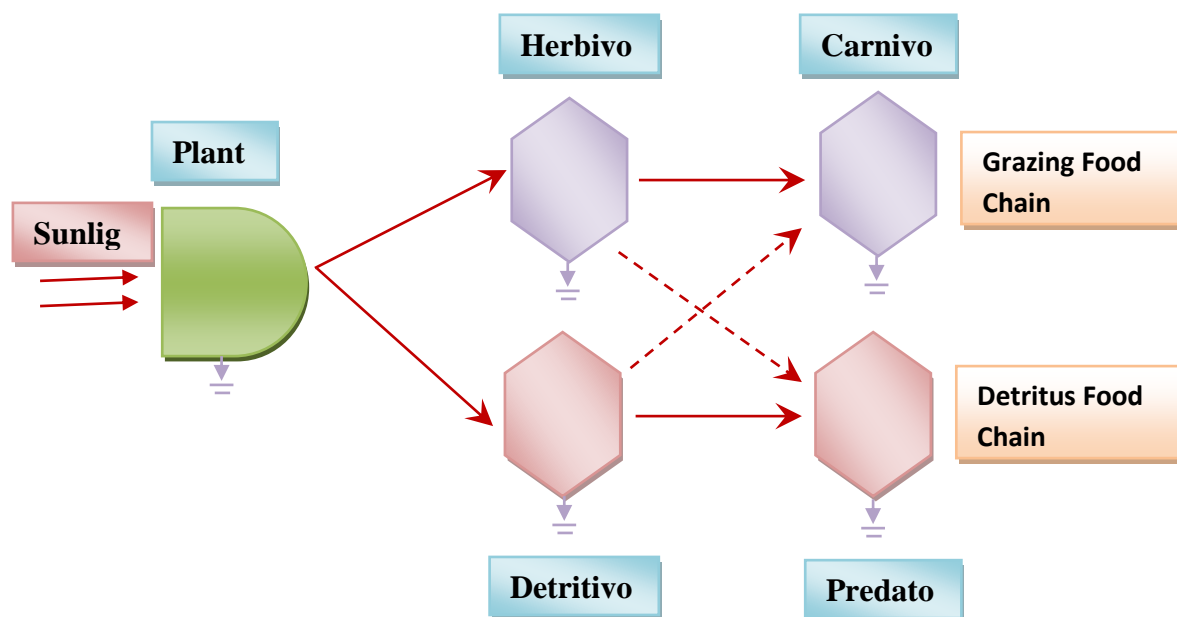 Herbivo
Carnivo
Plant
Grazing Food
Chain
Sunlig
Detritus Food
Chain
Detritivo
Predato